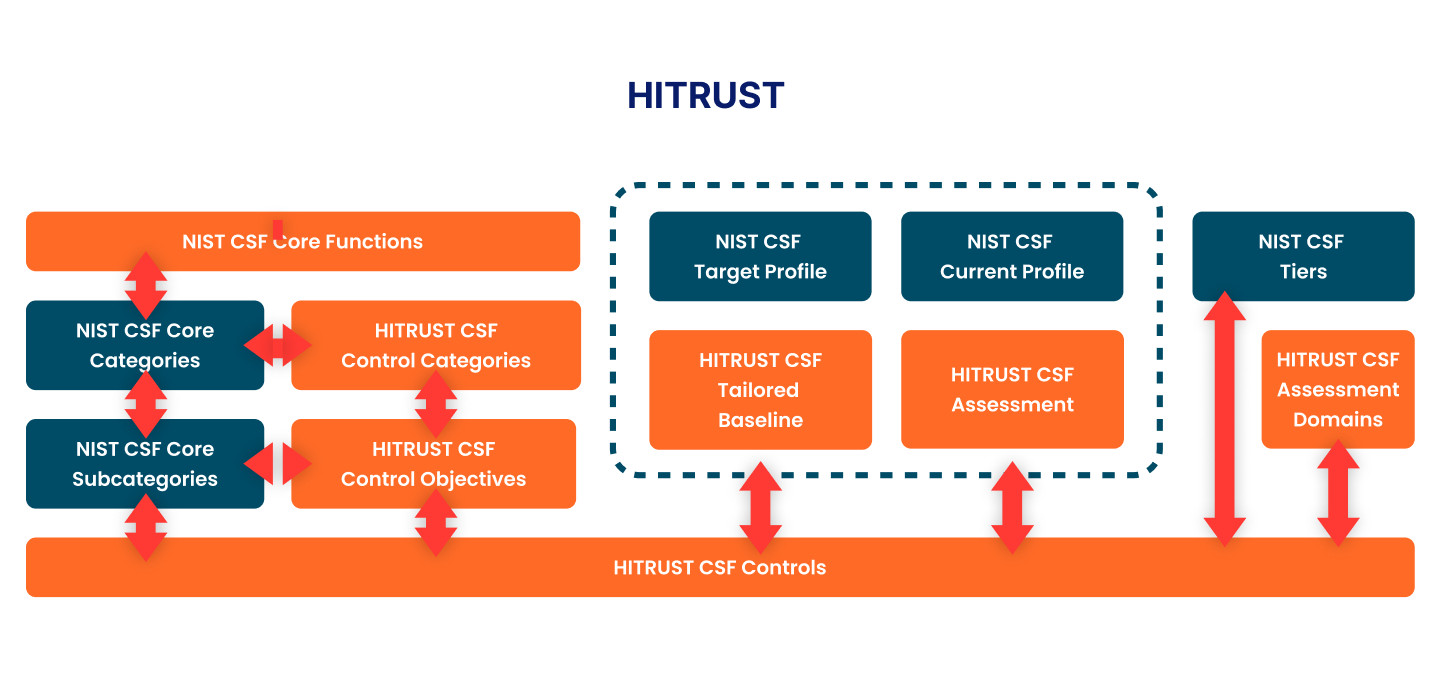 HITRUST
NIST CSF Core Functions
NIST CSF Core
Categories
HITRUST CSF
Control Categories
NIST CSF Core
Subcategories
HITRUST CSF
Control Objectives
NIST CSF
Target Profile
NIST CSF
Current Profile
HITRUST CSF
Tailored
Baseline
HITRUST CSF
Assessment
NIST CSF
Tiers
HITRUST CSF
Assessment
Domains
HITRUST CSF Controls